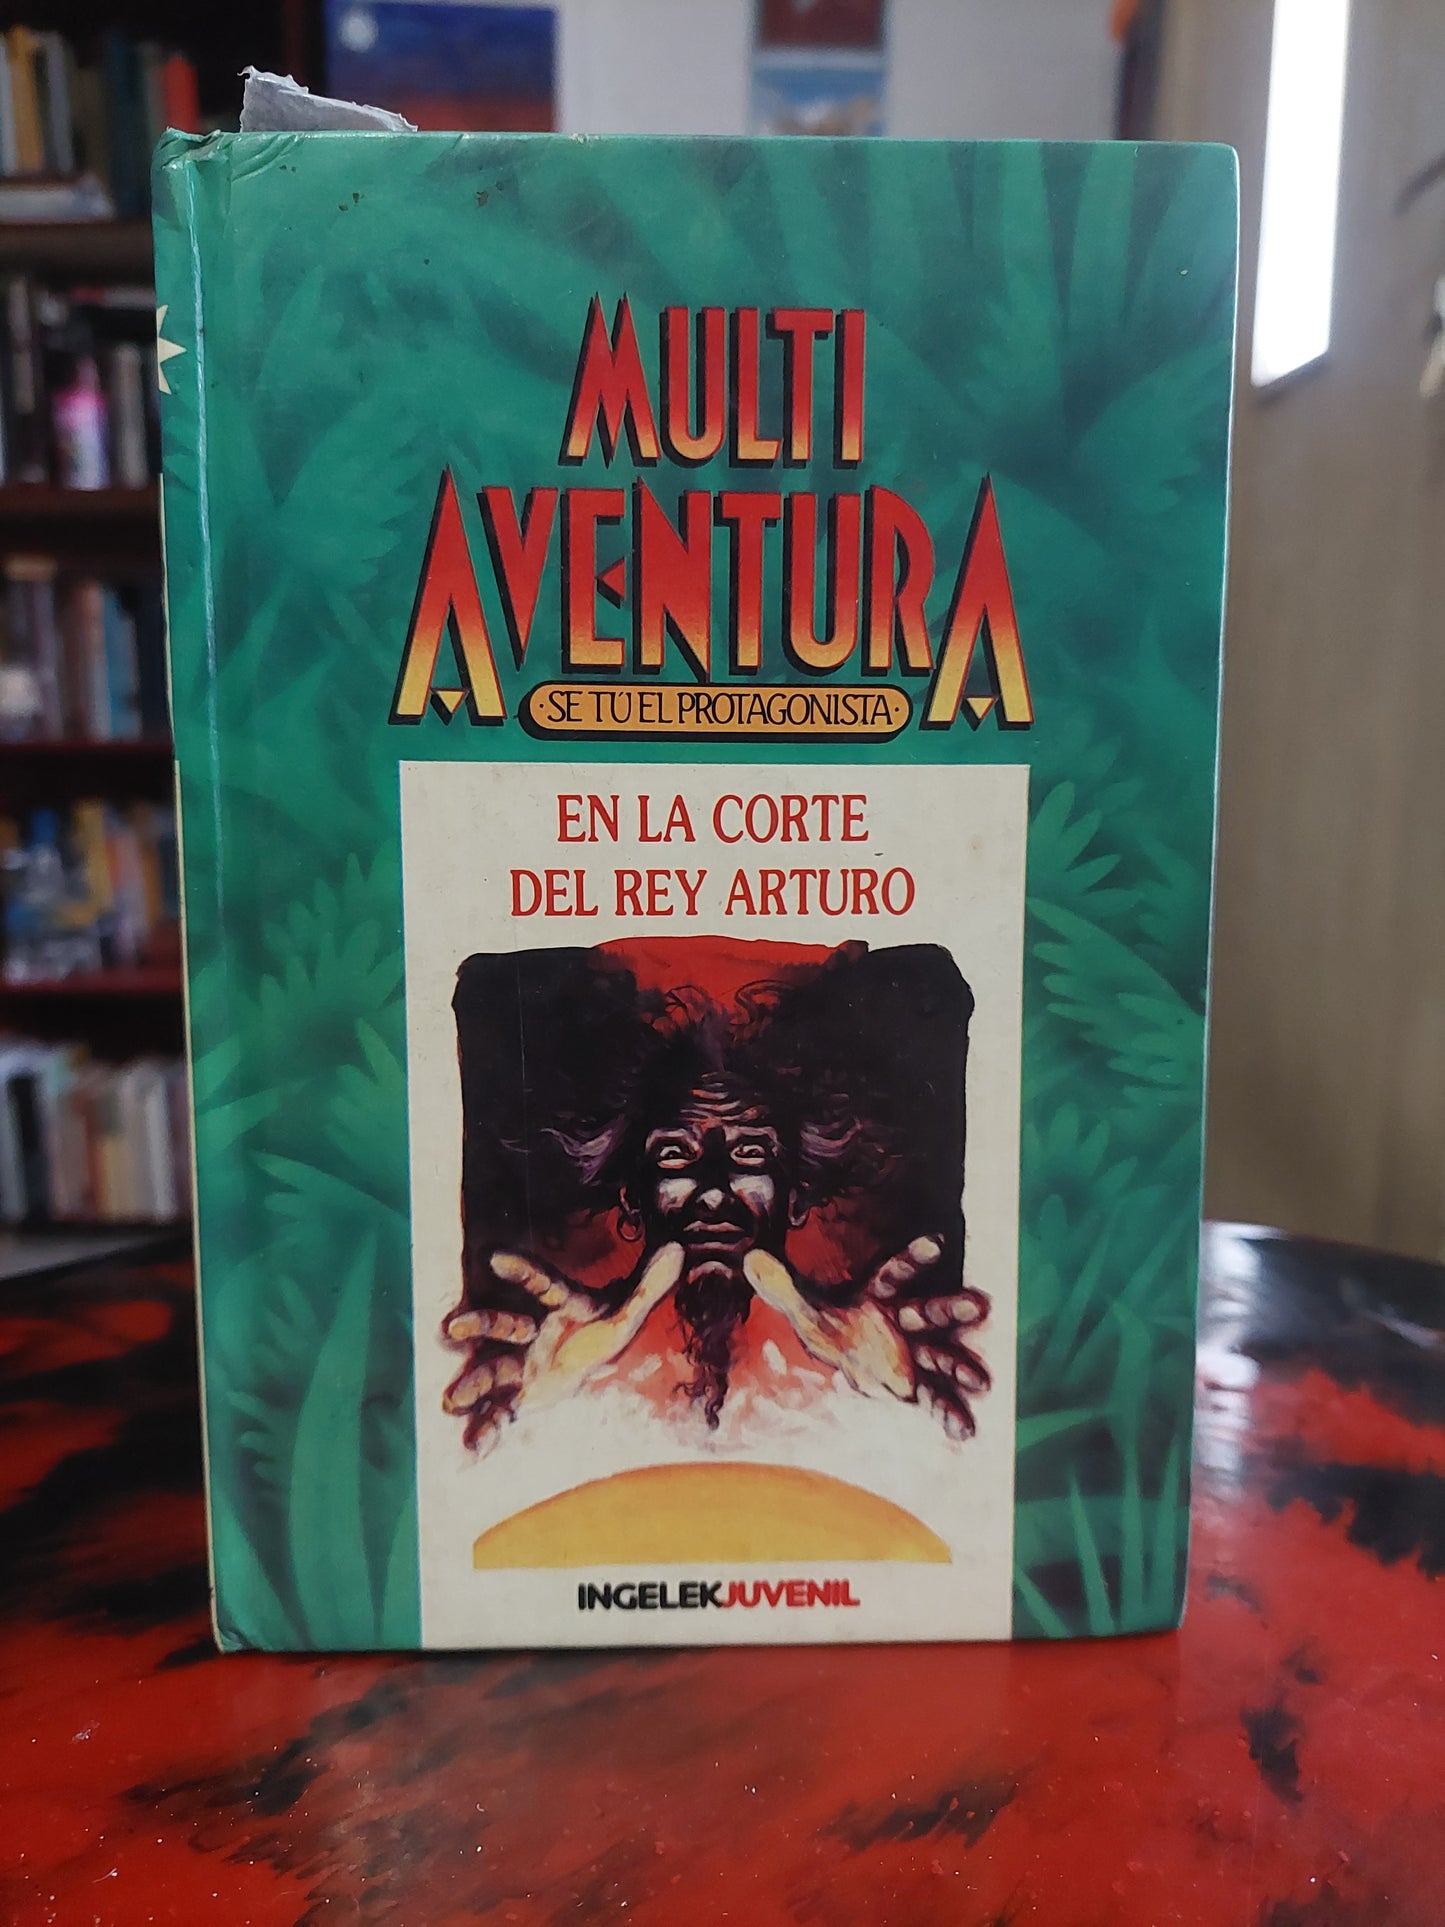 MULTI
AVENTURA
·SE TÚ EL PROTAGONISTA·
EN LA CORTE
DEL REY ARTURO
INGELEKJUVENIL